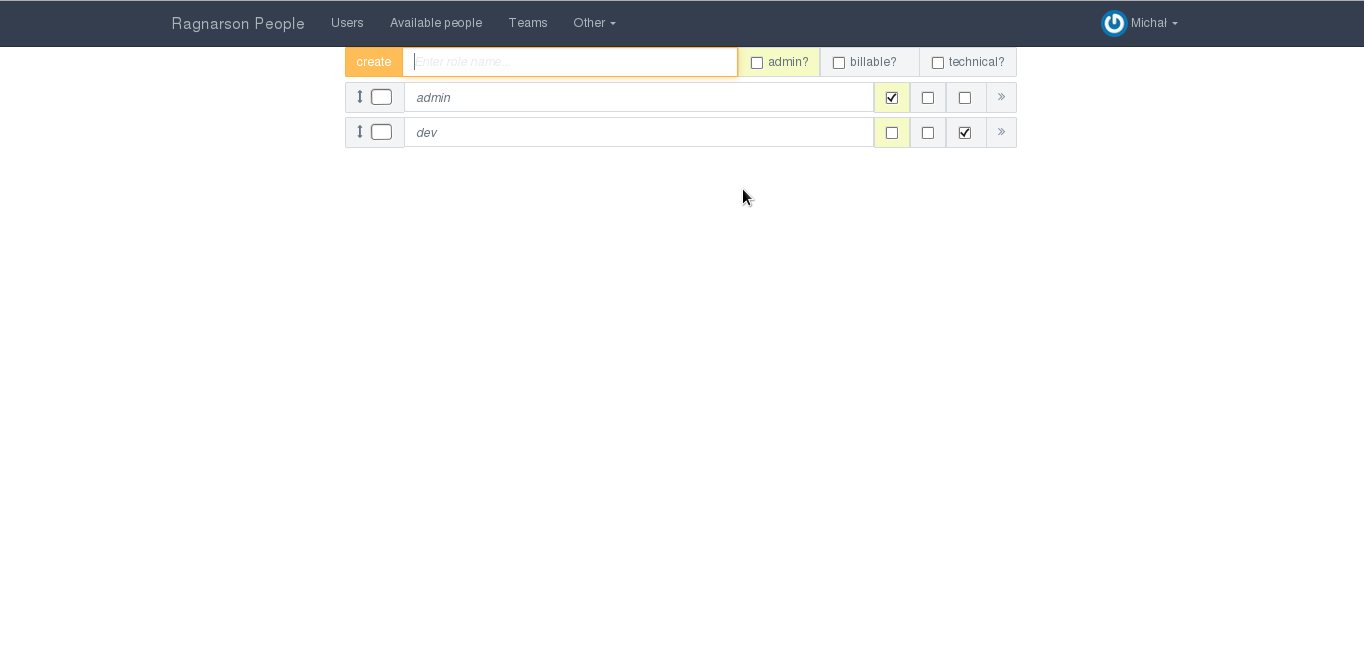 Ragnarson People Users Available people Teams Other Michał
create Enter role name... admin? billable? technical?
admin
dev